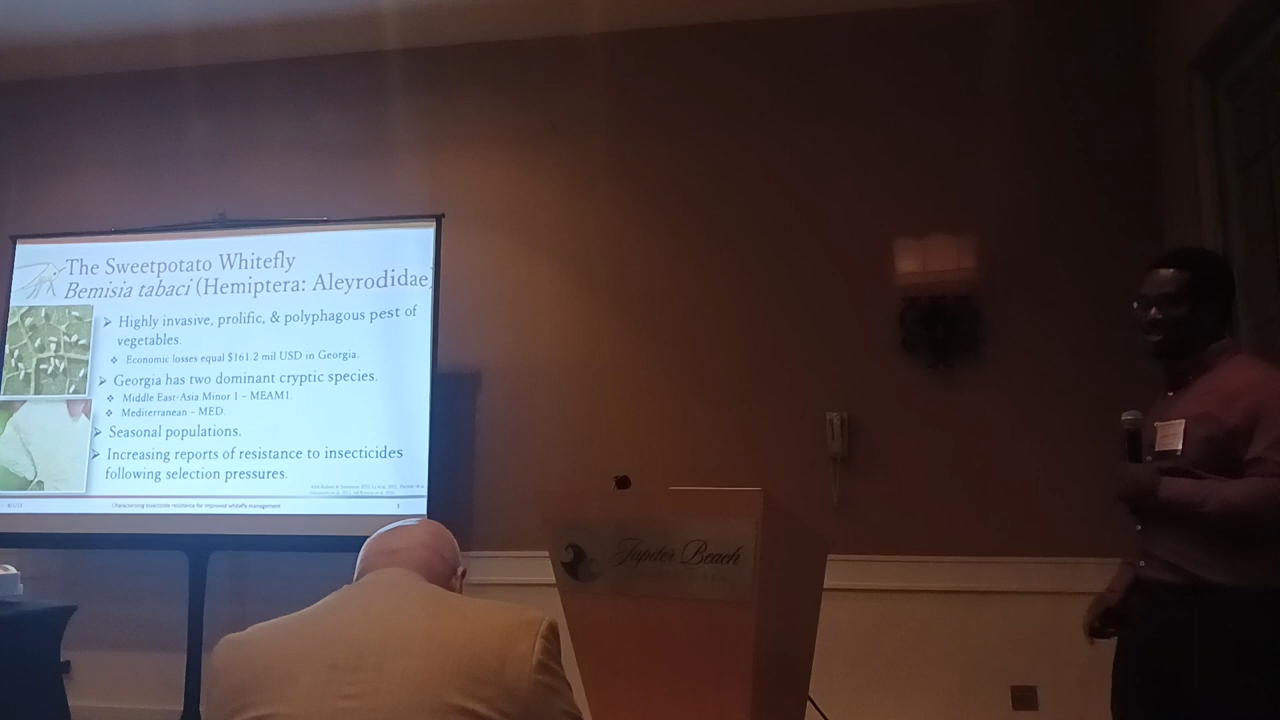 The Sweetpotato Whitefly
Bemisia tabaci (Hemiptera: Aleyrodidae)
➢ Highly invasive, prolific, & polyphagous pest of
vegetables.
❖ Economic losses equal $161.2 mil USD in Georgia.
➢ Georgia has two dominant cryptic species.
❖ Middle East-Asia Minor 1 – MEAM1.
❖ Mediterranean – MED.
➢ Seasonal populations.
➢ Increasing reports of resistance to insecticides
following selection pressures.
Characterizing insecticide resistance for improved whitefly management
3
Jupiter Beach